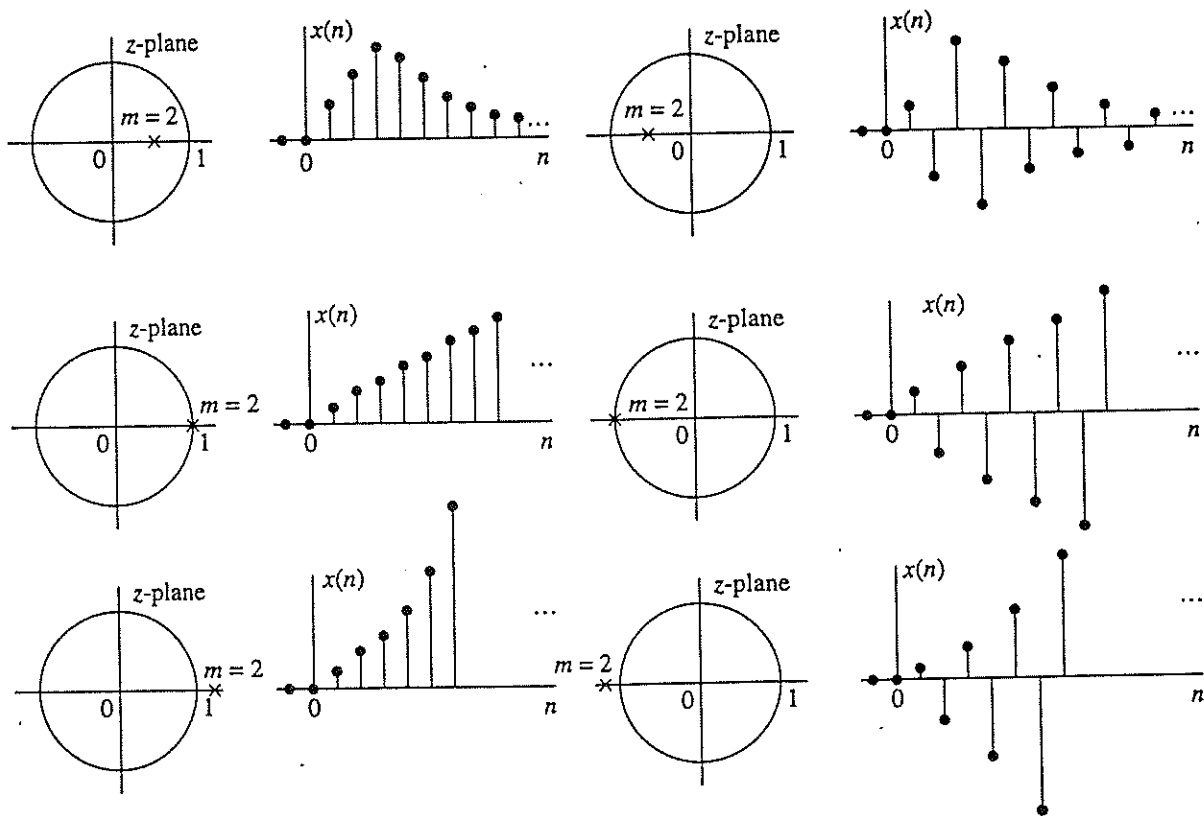 z-plane
x(n)
m = 2
0
1
0
n
...
z-plane
x(n)
m = 2
0
1
0
n
...
z-plane
x(n)
m = 2
0
1
0
n
...
z-plane
x(n)
m = 2
0
1
0
n
...
z-plane
x(n)
m = 2
0
1
0
n
...
z-plane
x(n)
m = 2
0
1
0
n
...